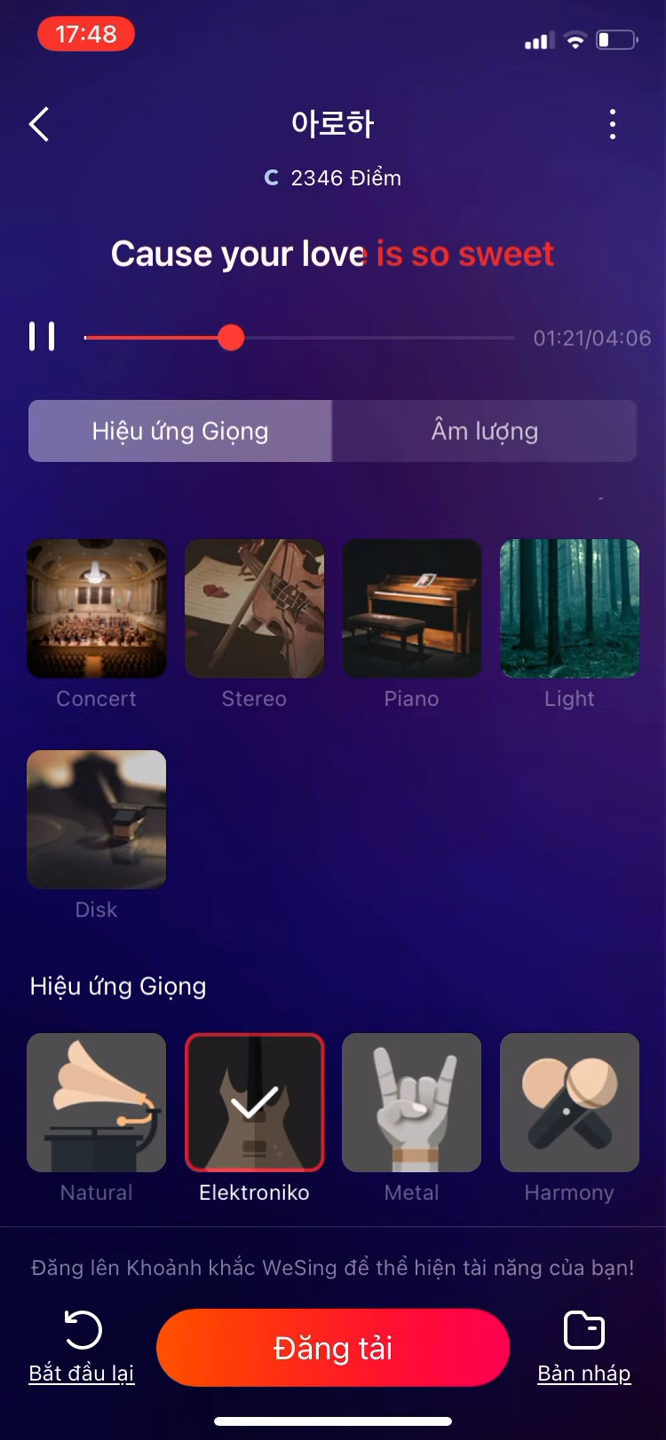 17:48
아로하
C 2346 Điểm
Cause your love is so sweet
01:21/04:06
Hiệu ứng Giọng Âm lượng
Concert Stereo Piano Light
Disk
Hiệu ứng Giọng
Natural Elektroniko Metal Harmony
Đăng lên Khoảnh khắc WeSing để thể hiện tài năng của bạn!
Bắt đầu lại Đăng tải Bản nháp